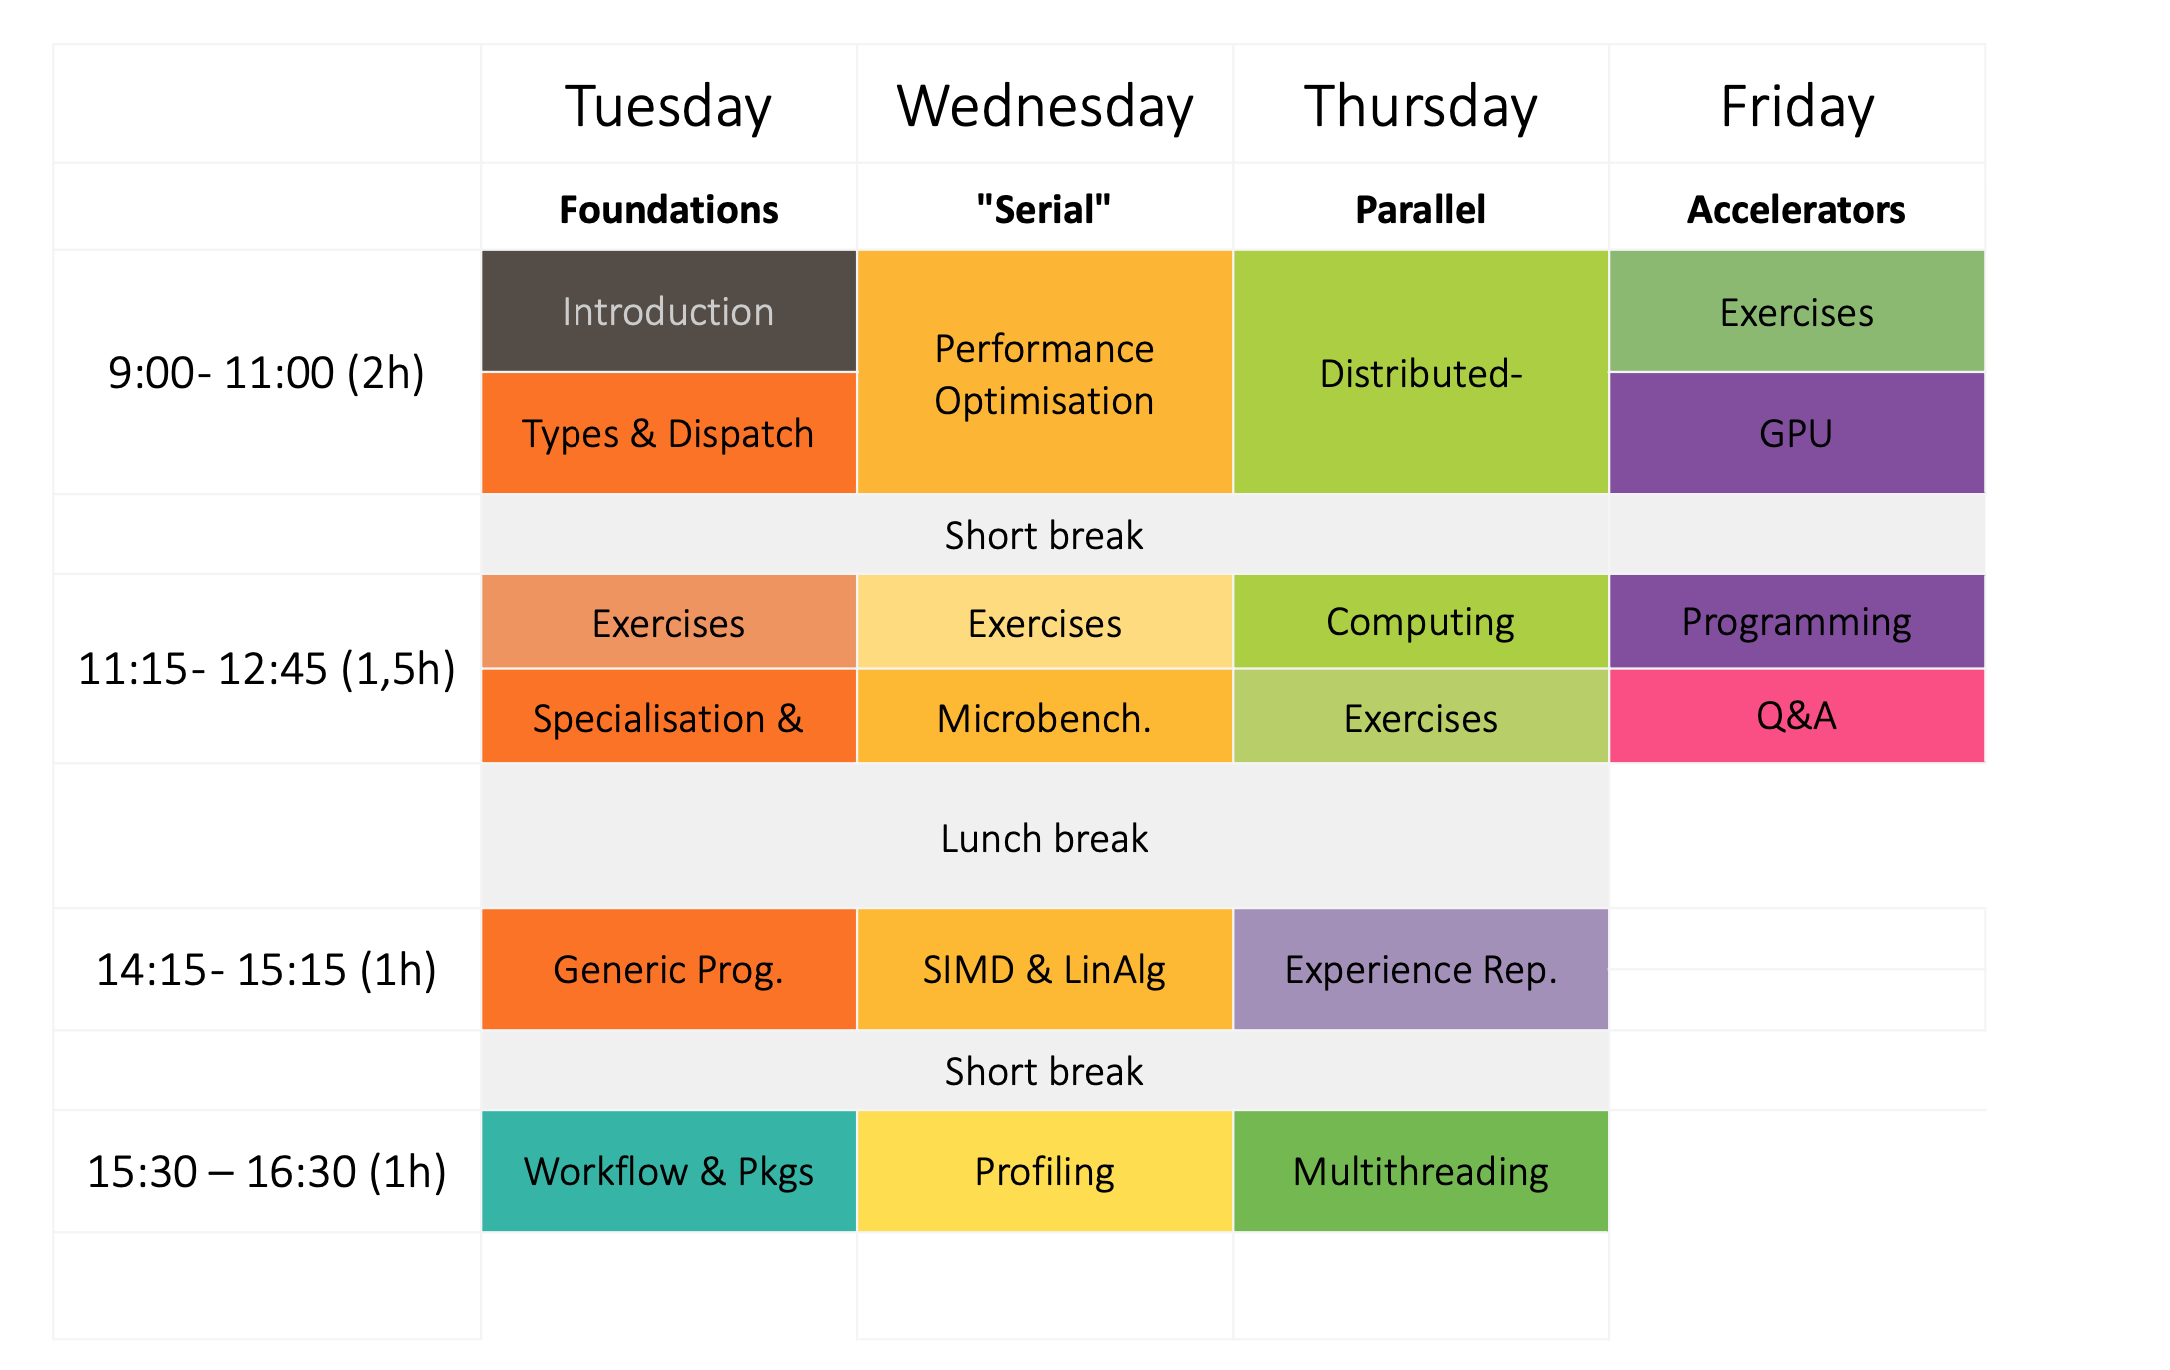 Tuesday
Wednesday
Thursday
Friday
Foundations
"Serial"
Parallel
Accelerators
9:00- 11:00 (2h)
Introduction
Types & Dispatch
Performance
Optimisation
Distributed-
Exercises
GPU
Short break
11:15- 12:45 (1,5h)
Exercises
Exercises
Computing
Programming
Specialisation &
Microbench.
Exercises
Q&A
Lunch break
14:15- 15:15 (1h)
Generic Prog.
SIMD & LinAlg
Experience Rep.
Short break
15:30 – 16:30 (1h)
Workflow & Pkgs
Profiling
Multithreading